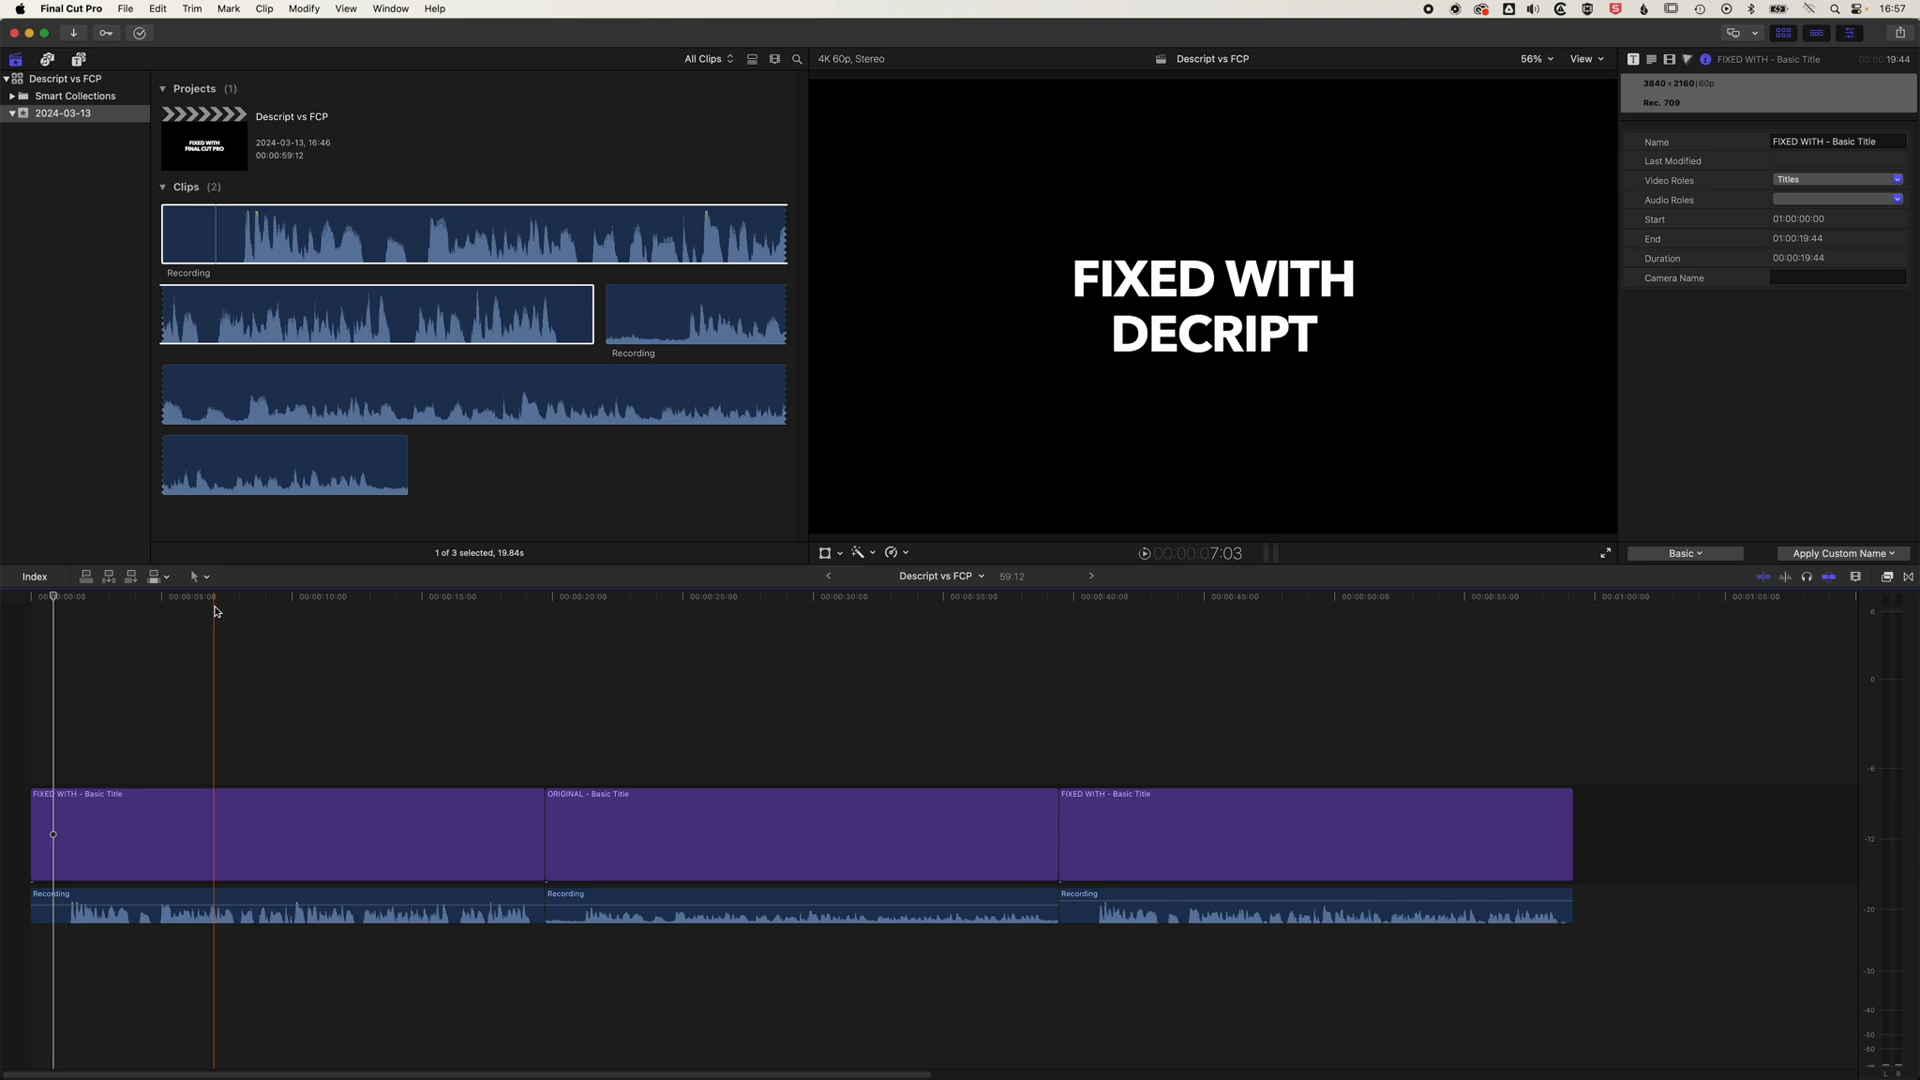 Final Cut Pro File Edit Trim Mark Clip Modify View Window Help 16:57
All Clips 4K 60p, Stereo Descript vs FCP 56% View FIXED WITH - Basic Title 00:00:19:44
Descript vs FCP
Smart Collections
2024-03-13
Projects (1)
Descript vs FCP
2024-03-13, 16:46
00:00:59:12
FIXED WITH
FINAL CUT PRO
Clips (2)
Recording
Recording
1 of 3 selected, 19.84s
FIXED WITH
DECRIPT
3840 × 2160 | 60p
Rec. 709
Name FIXED WITH - Basic Title
Last Modified
Video Roles Titles
Audio Roles
Start 01:00:00:00
End 01:00:19:44
Duration 00:00:19:44
Camera Name
00:00:07:03
Basic Apply Custom Name
Index Descript vs FCP 59:12
00:00:00:00 00:00:05:00 00:00:10:00 00:00:15:00 00:00:20:00 00:00:25:00 00:00:30:00 00:00:35:00 00:00:40:00 00:00:45:00 00:00:50:00 00:00:55:00 00:01:00:00 00:01:05:00
6
0
-6
-12
-20
-30
-40
-50
-60
-∞
L R
FIXED WITH - Basic Title ORIGINAL - Basic Title FIXED WITH - Basic Title
Recording Recording Recording